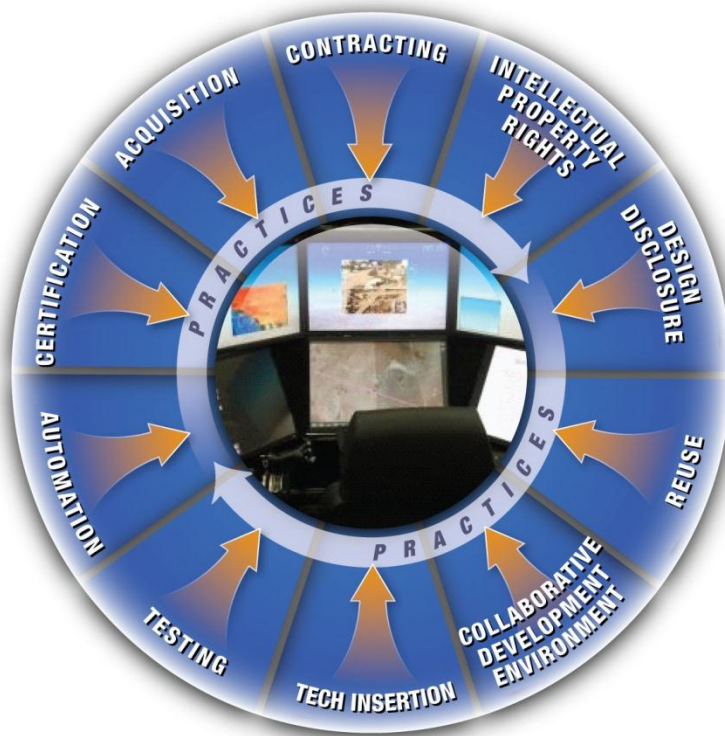 CONTRACTING
INTELLECTUAL
PROPERTY
RIGHTS
DESIGN
DISCLOSURE
REUSE
COLLABORATIVE
DEVELOPMENT
ENVIRONMENT
TECH INSERTION
TESTING
AUTOMATION
CERTIFICATION
ACQUISITION
PRACTICES
PRACTICES